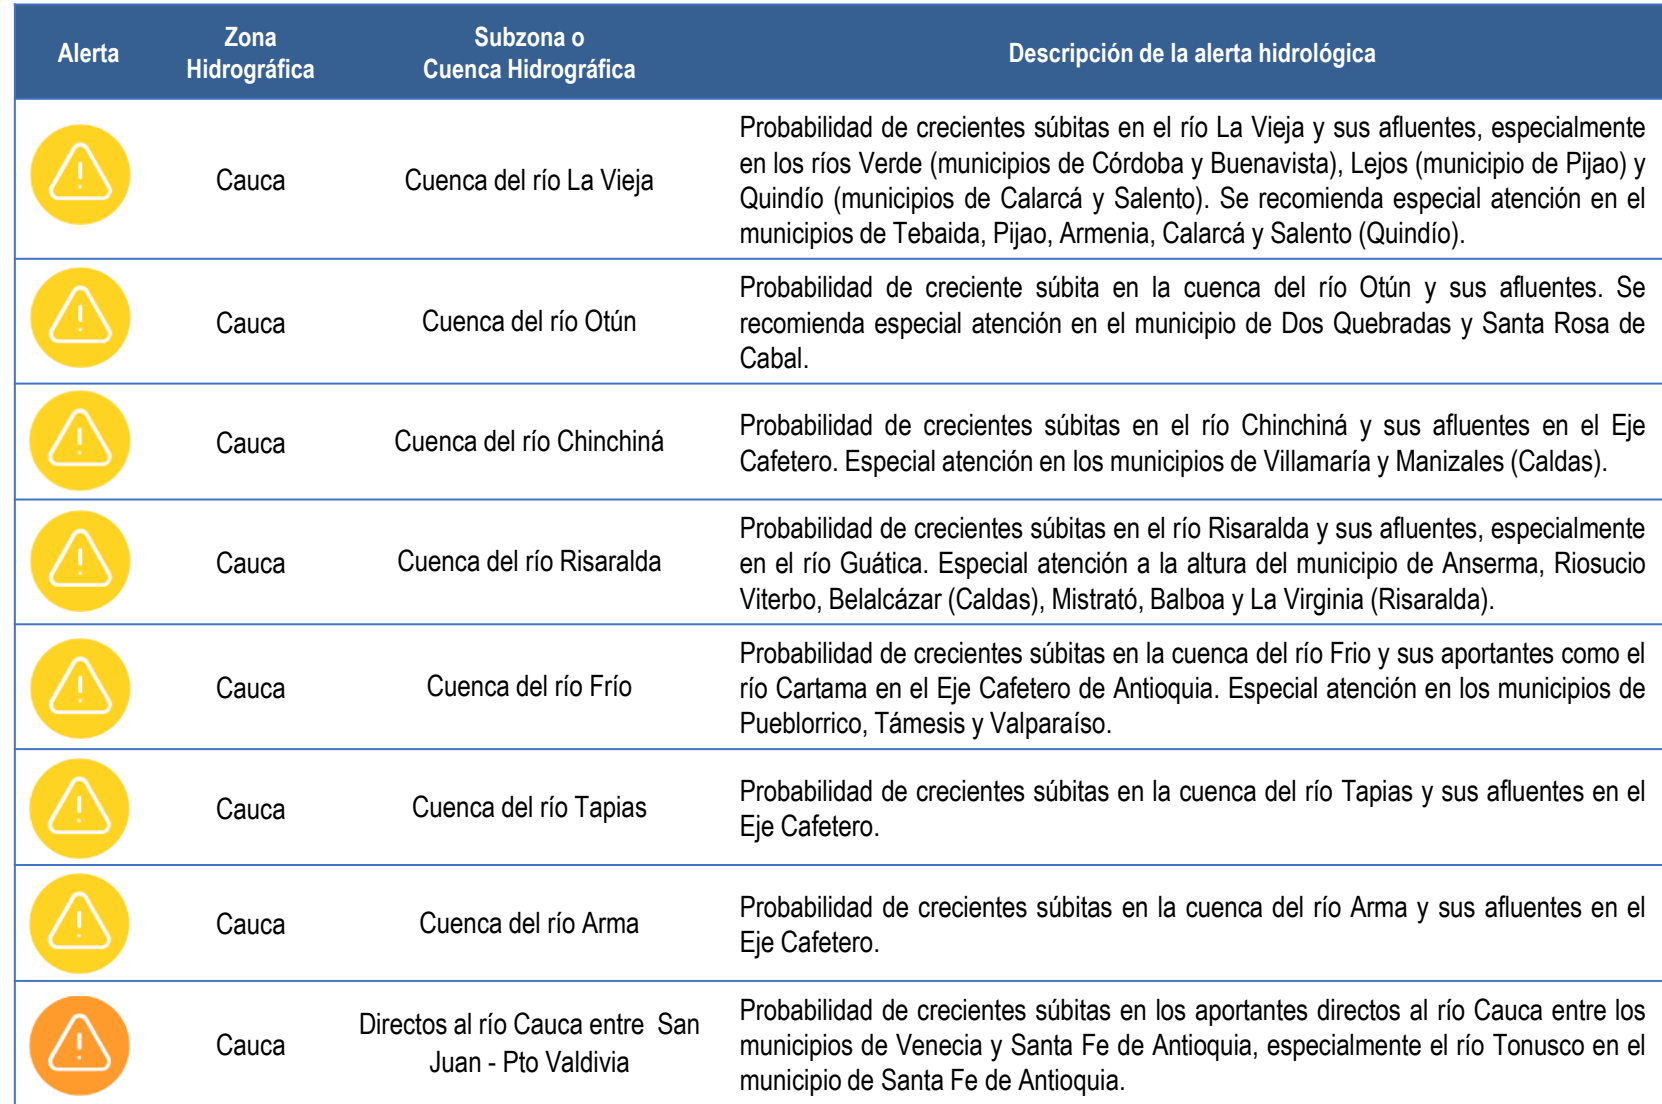 Alerta
Zona
Hidrográfica
Subzona o
Cuenca Hidrográfica
Descripción de la alerta hidrológica
Cauca
Cuenca del río La Vieja
Probabilidad de crecientes súbitas en el río La Vieja y sus afluentes, especialmente
en los ríos Verde (municipios de Córdoba y Buenavista), Lejos (municipio de Pijao) y
Quindío (municipios de Calarcá y Salento). Se recomienda especial atención en el
municipios de Tebaida, Pijao, Armenia, Calarcá y Salento (Quindío).
Cauca
Cuenca del río Otún
Probabilidad de creciente súbita en la cuenca del río Otún y sus afluentes. Se
recomienda especial atención en el municipio de Dos Quebradas y Santa Rosa de
Cabal.
Cauca
Cuenca del río Chinchiná
Probabilidad de crecientes súbitas en el río Chinchiná y sus afluentes en el Eje
Cafetero. Especial atención en los municipios de Villamaría y Manizales (Caldas).
Cauca
Cuenca del río Risaralda
Probabilidad de crecientes súbitas en el río Risaralda y sus afluentes, especialmente
en el río Guática. Especial atención a la altura del municipio de Anserma, Riosucio
Viterbo, Belalcázar (Caldas), Mistrató, Balboa y La Virginia (Risaralda).
Cauca
Cuenca del río Frío
Probabilidad de crecientes súbitas en la cuenca del río Frio y sus aportantes como el
río Cartama en el Eje Cafetero de Antioquia. Especial atención en los municipios de
Pueblorrico, Támesis y Valparaíso.
Cauca
Cuenca del río Tapias
Probabilidad de crecientes súbitas en la cuenca del río Tapias y sus afluentes en el
Eje Cafetero.
Cauca
Cuenca del río Arma
Probabilidad de crecientes súbitas en la cuenca del río Arma y sus afluentes en el
Eje Cafetero.
Cauca
Directos al río Cauca entre San
Juan - Pto Valdivia
Probabilidad de crecientes súbitas en los aportantes directos al río Cauca entre los
municipios de Venecia y Santa Fe de Antioquia, especialmente el río Tonusco en el
municipio de Santa Fe de Antioquia.